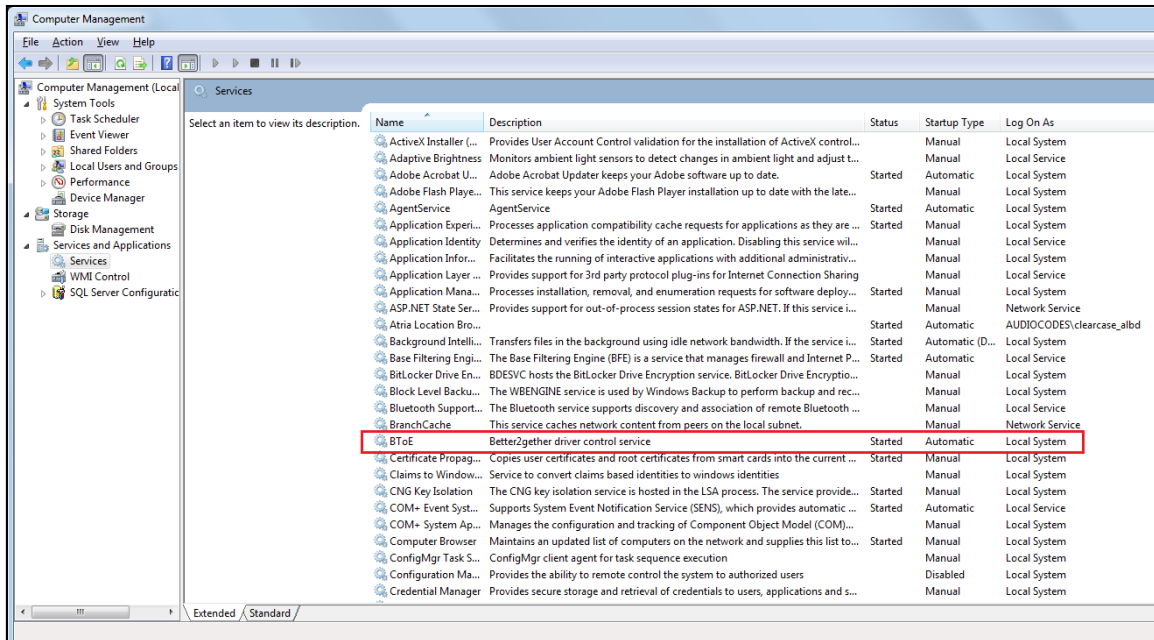 Computer Management
File Action View Help
Computer Management (Local
System Tools
Task Scheduler
Event Viewer
Shared Folders
Local Users and Groups
Performance
Device Manager
Storage
Disk Management
Services and Applications
Services
WMI Control
SQL Server Configuratic
Services
Select an item to view its description.
Name Description Status Startup Type Log On As
ActiveX Installer (... Provides User Account Control validation for the installation of ActiveX control... Manual Local System
Adaptive Brightness Monitors ambient light sensors to detect changes in ambient light and adjust t... Manual Local Service
Adobe Acrobat U... Adobe Acrobat Updater keeps your Adobe software up to date. Started Automatic Local System
Adobe Flash Playe... This service keeps your Adobe Flash Player installation up to date with the late... Manual Local System
AgentService AgentService Started Automatic Local System
Application Experi... Processes application compatibility cache requests for applications as they are ... Started Manual Local System
Application Identity Determines and verifies the identity of an application. Disabling this service wil... Manual Local Service
Application Infor... Facilitates the running of interactive applications with additional administrativ... Manual Local System
Application Layer ... Provides support for 3rd party protocol plug-ins for Internet Connection Sharing Manual Local Service
Application Mana... Processes installation, removal, and enumeration requests for software deploy... Started Manual Local System
ASP.NET State Ser... Provides support for out-of-process session states for ASP.NET. If this service i... Manual Network Service
Atria Location Bro... Started Automatic AUDIOCODES\clearcase_albd
Background Intelli... Transfers files in the background using idle network bandwidth. If the service i... Started Automatic (D... Local System
Base Filtering Engi... The Base Filtering Engine (BFE) is a service that manages firewall and Internet P... Started Automatic Local Service
BitLocker Drive En... BDESVC hosts the BitLocker Drive Encryption service. BitLocker Drive Encryptio... Manual Local System
Block Level Backu... The WBENGINE service is used by Windows Backup to perform backup and rec... Manual Local System
Bluetooth Support... The Bluetooth service supports discovery and association of remote Bluetooth ... Manual Local Service
BranchCache This service caches network content from peers on the local subnet. Manual Network Service
BToE Better2gether driver control service Started Automatic Local System
Certificate Propag... Copies user certificates and root certificates from smart cards into the current ... Started Manual Local System
Claims to Window... Service to convert claims based identities to windows identities Manual Local System
CNG Key Isolation The CNG key isolation service is hosted in the LSA process. The service provide... Started Manual Local System
COM+ Event Syst... Supports System Event Notification Service (SENS), which provides automatic ... Started Automatic Local Service
COM+ System Ap... Manages the configuration and tracking of Component Object Model (COM)... Manual Local System
Computer Browser Maintains an updated list of computers on the network and supplies this list to... Started Manual Local System
ConfigMgr Task S... ConfigMgr client agent for task sequence execution Manual Local System
Configuration Ma... Provides the ability to remote control the system to authorized users Disabled Local System
Credential Manager Provides secure storage and retrieval of credentials to users, applications and s... Manual Local System
Extended Standard